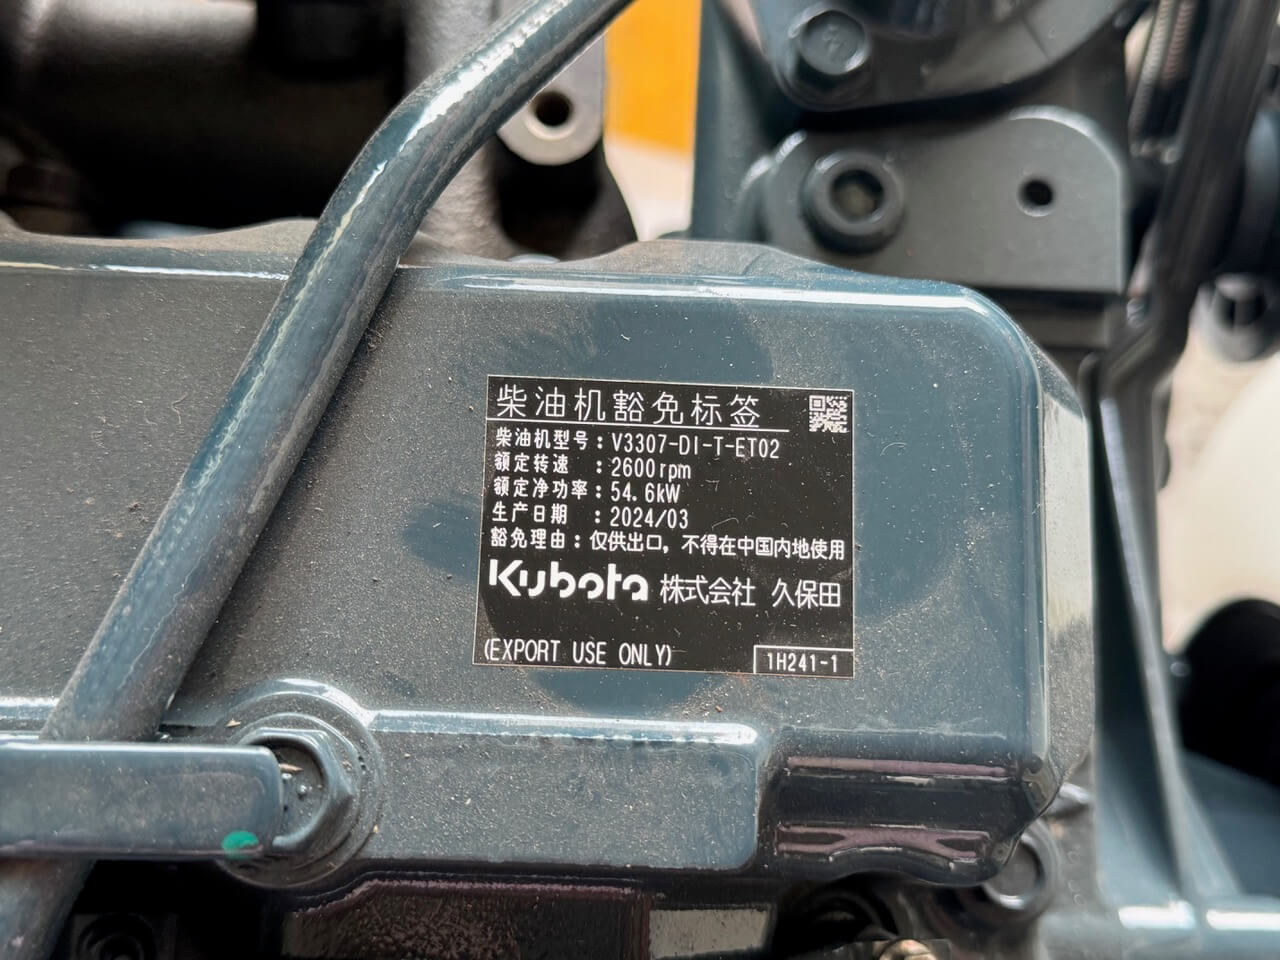 柴油机豁免标签
柴油机型号：V3307-DI-T-ET02
额定转速　：2600rpm
额定净功率：54.6kW
生产日期　：2024/03
豁免理由：仅供出口，不得在中国内地使用
Kubota 株式会社 久保田
(EXPORT USE ONLY)
1H241-1